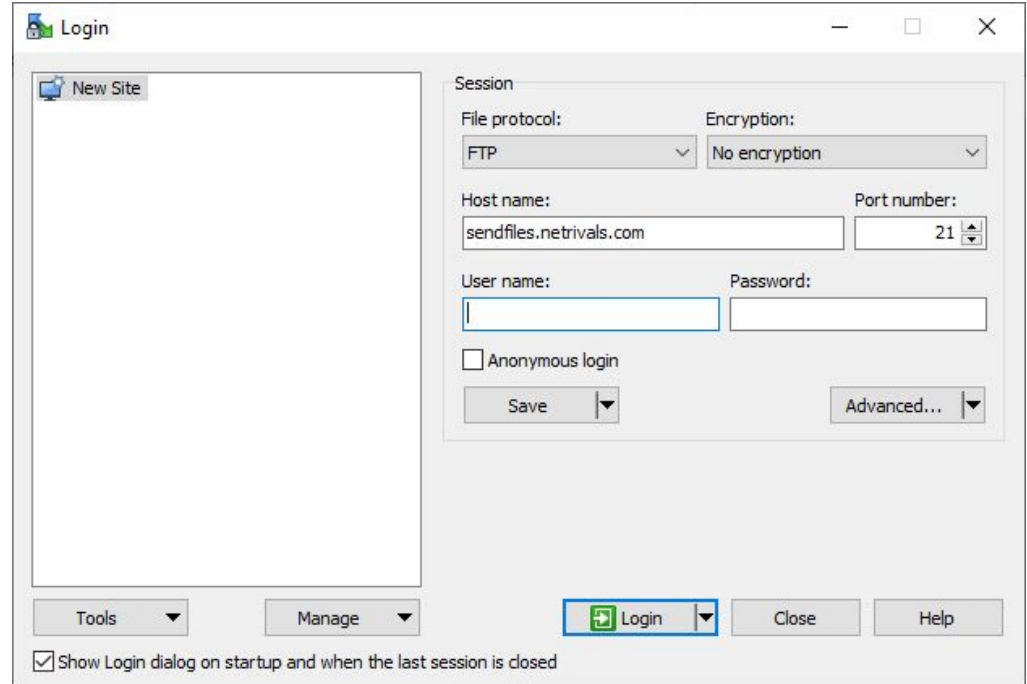 Login
New Site
Session
File protocol: Encryption:
FTP No encryption
Host name: Port number:
sendfiles.netrivals.com 21
User name: Password:
Anonymous login
Save Advanced...
Tools Manage Login Close Help
Show Login dialog on startup and when the last session is closed